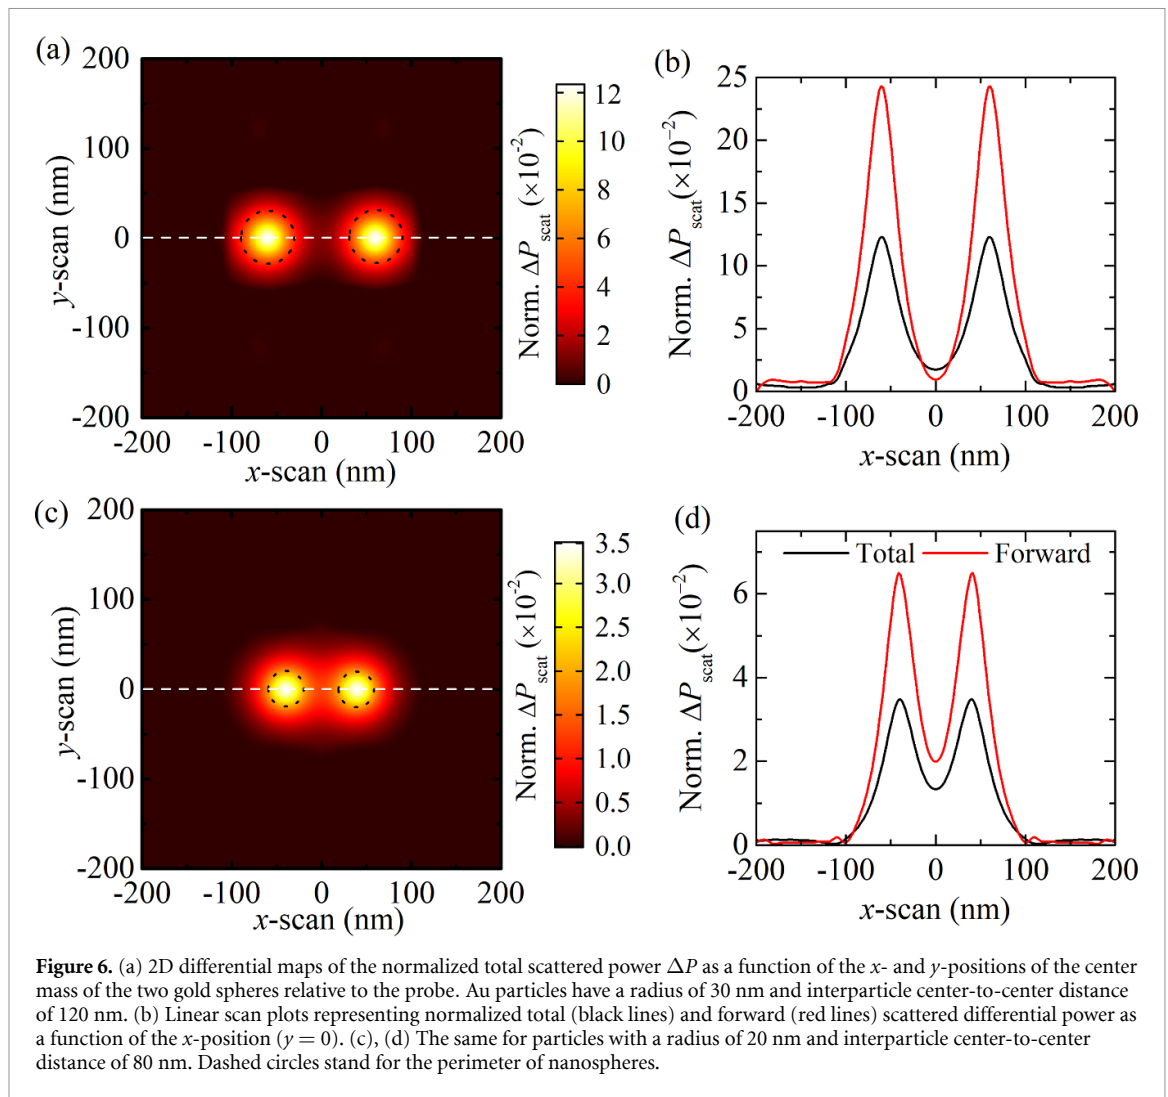 (a)
200
100
0
-100
-200
-200
-100
0
100
200
y-scan (nm)
x-scan (nm)
12
10
8
6
4
2
0
Norm. ΔPscat (×10−2)
(b)
25
20
15
10
5
0
-200
-100
0
100
200
Norm. ΔPscat(×10−2)
x-scan (nm)
(c)
200
100
0
-100
-200
-200
-100
0
100
200
y-scan (nm)
x-scan (nm)
3.5
3.0
2.5
2.0
1.5
1.0
0.5
0.0
Norm. ΔPscat (×10−2)
(d)
Total Forward
6
4
2
0
-200
-100
0
100
200
Norm. ΔPscat(×10−2)
x-scan (nm)
Figure 6. (a) 2D differential maps of the normalized total scattered power ΔP as a function of the x- and y-positions of the center
mass of the two gold spheres relative to the probe. Au particles have a radius of 30 nm and interparticle center-to-center distance
of 120 nm. (b) Linear scan plots representing normalized total (black lines) and forward (red lines) scattered differential power as
a function of the x-position (y = 0). (c), (d) The same for particles with a radius of 20 nm and interparticle center-to-center
distance of 80 nm. Dashed circles stand for the perimeter of nanospheres.